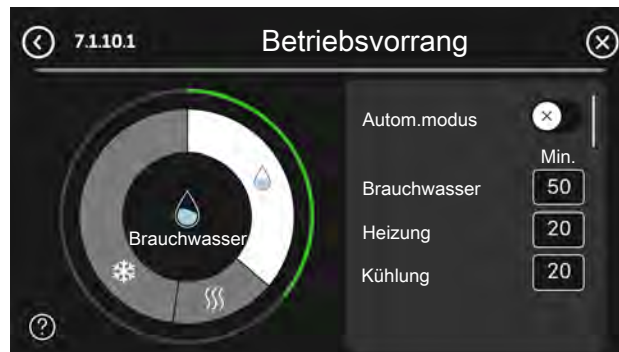 7.1.10.1 Betriebsvorrang
Autom.modus
Min.
Brauchwasser 50
Heizung 20
Kühlung 20
Brauchwasser
?